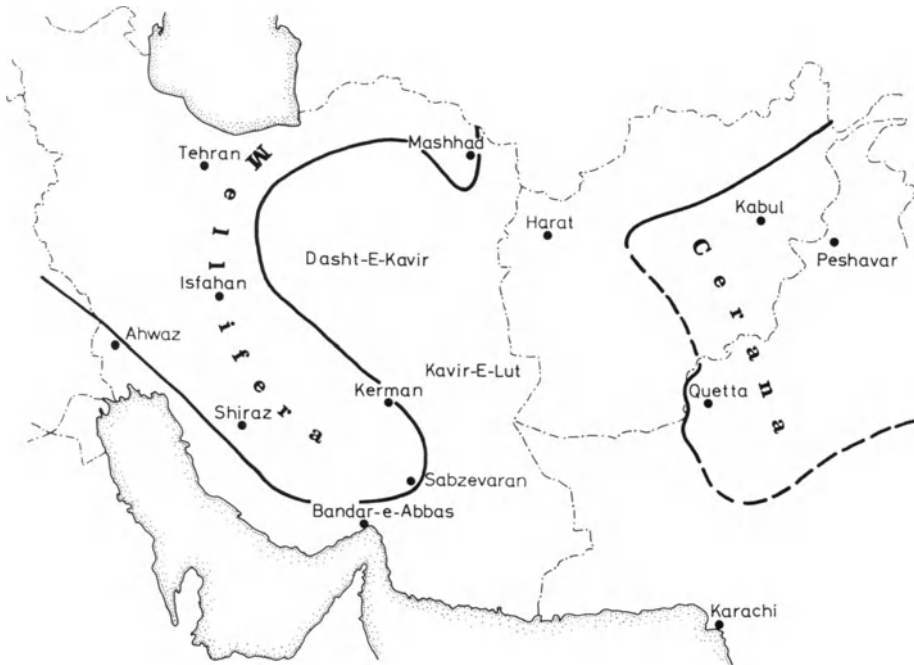 Mellifera
Tehran
Mashhad
Harat
Kabul
Peshavar
Cerana
Dasht-E-Kavir
Isfahan
Ahwaz
Kavir-E-Lut
Kerman
Quetta
Shiraz
Sabzevaran
Bandar-e-Abbas
Karachi